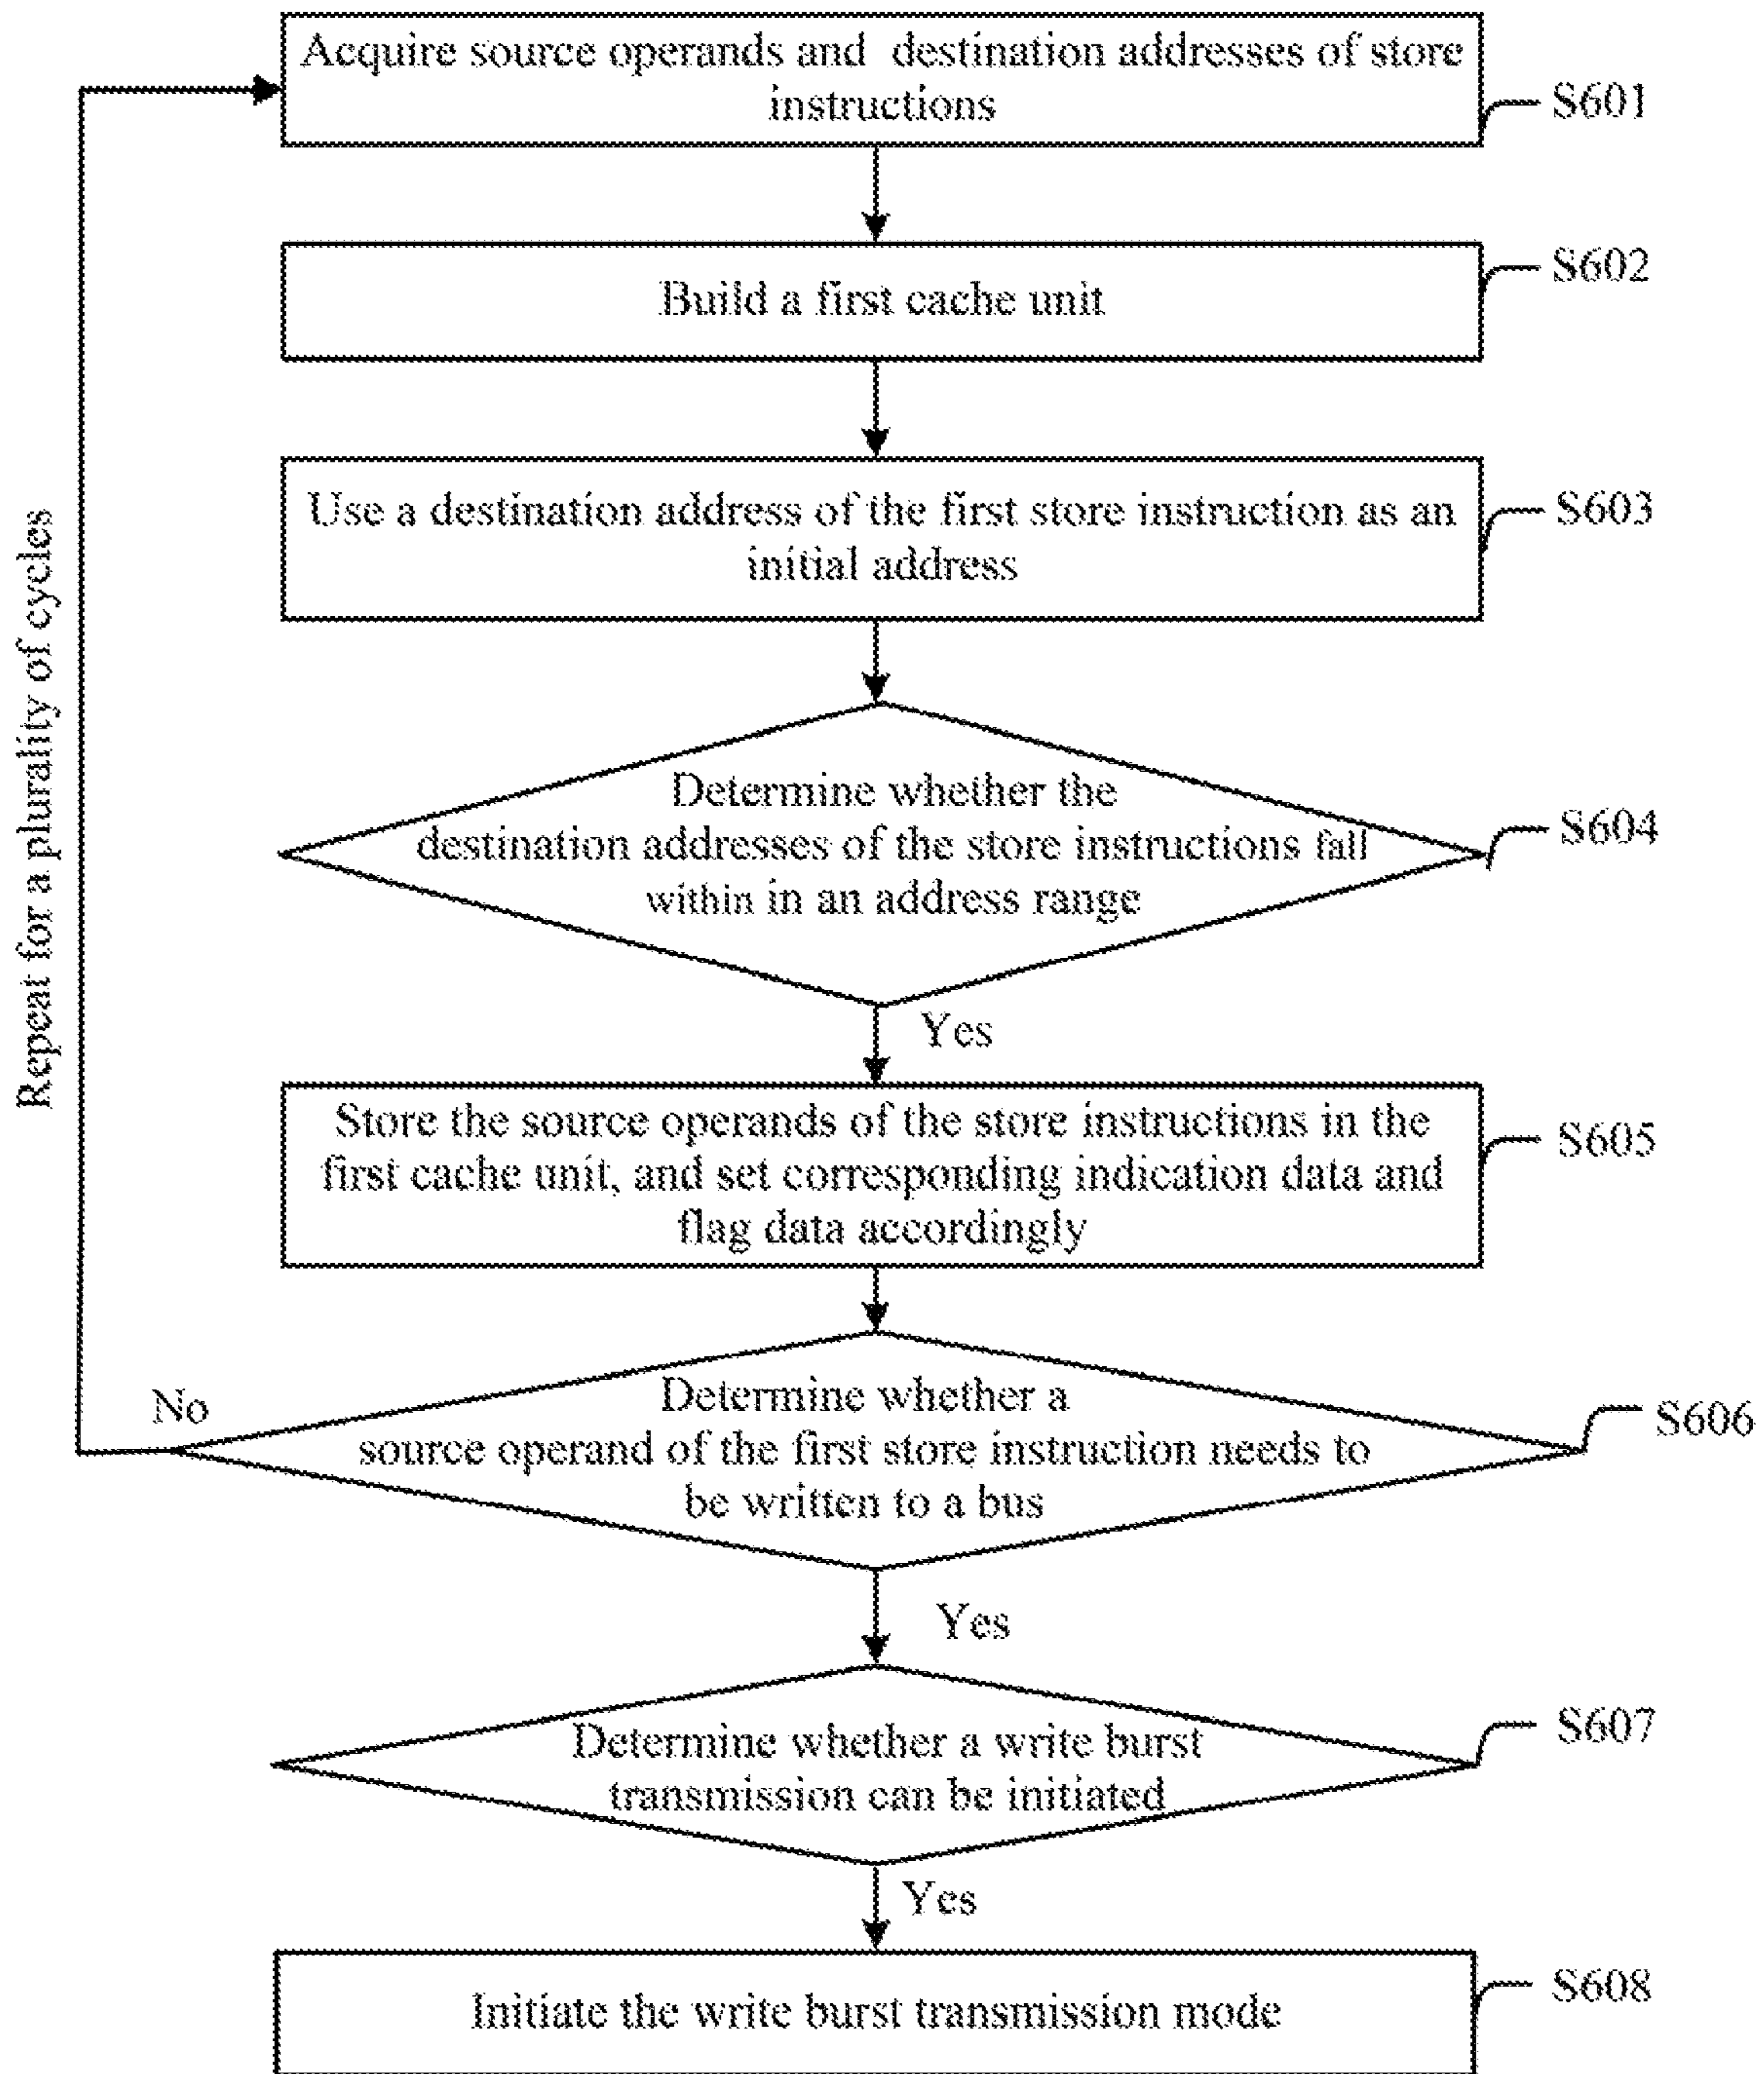 Acquire source operands and destination addresses of store
instructions
S601
Build a first cache unit
S602
Use a destination address of the first store instruction as an
initial address
S603
Repeat for a plurality of cycles
Determine whether the
destination addresses of the store instructions fall
within in an address range
S604
Yes
Store the source operands of the store instructions in the
first cache unit, and set corresponding indication data and
flag data accordingly
S605
No
Determine whether a
source operand of the first store instruction needs to
be written to a bus
S606
Yes
Determine whether a write burst
transmission can be initiated
S607
Yes
Initiate the write burst transmission mode
S608